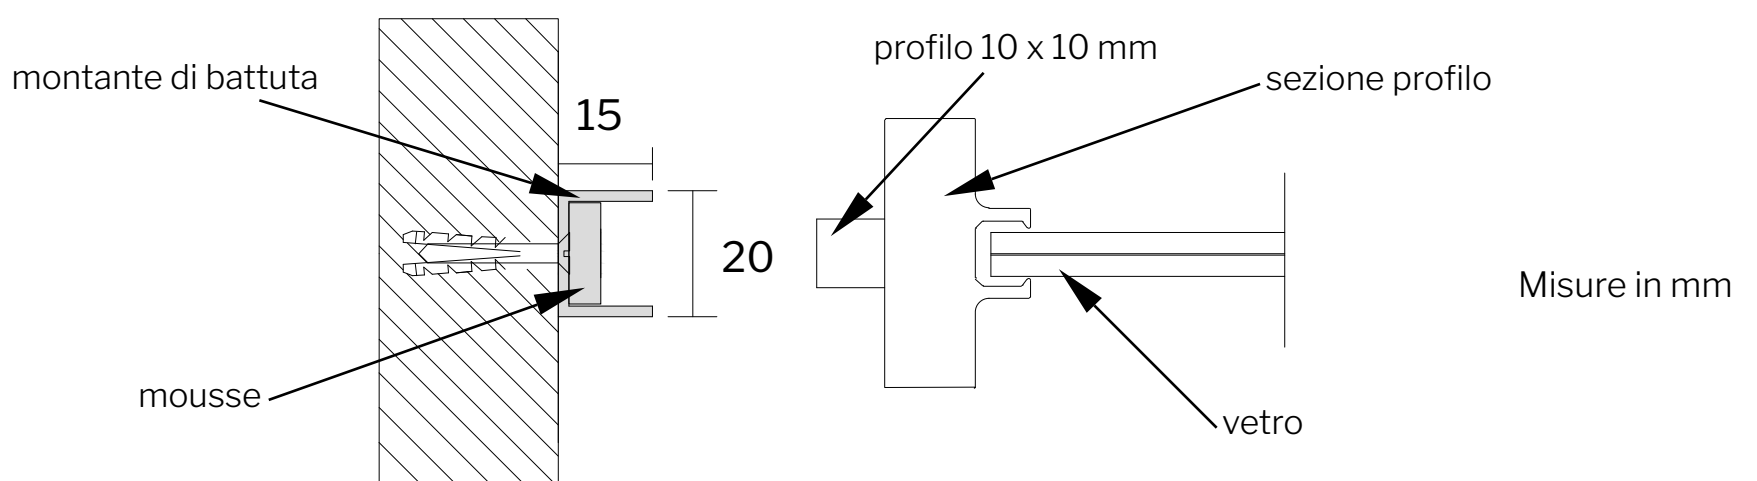 profilo 10 x 10 mm
montante di battuta
sezione profilo
15
20
Misure in mm
mousse
vetro